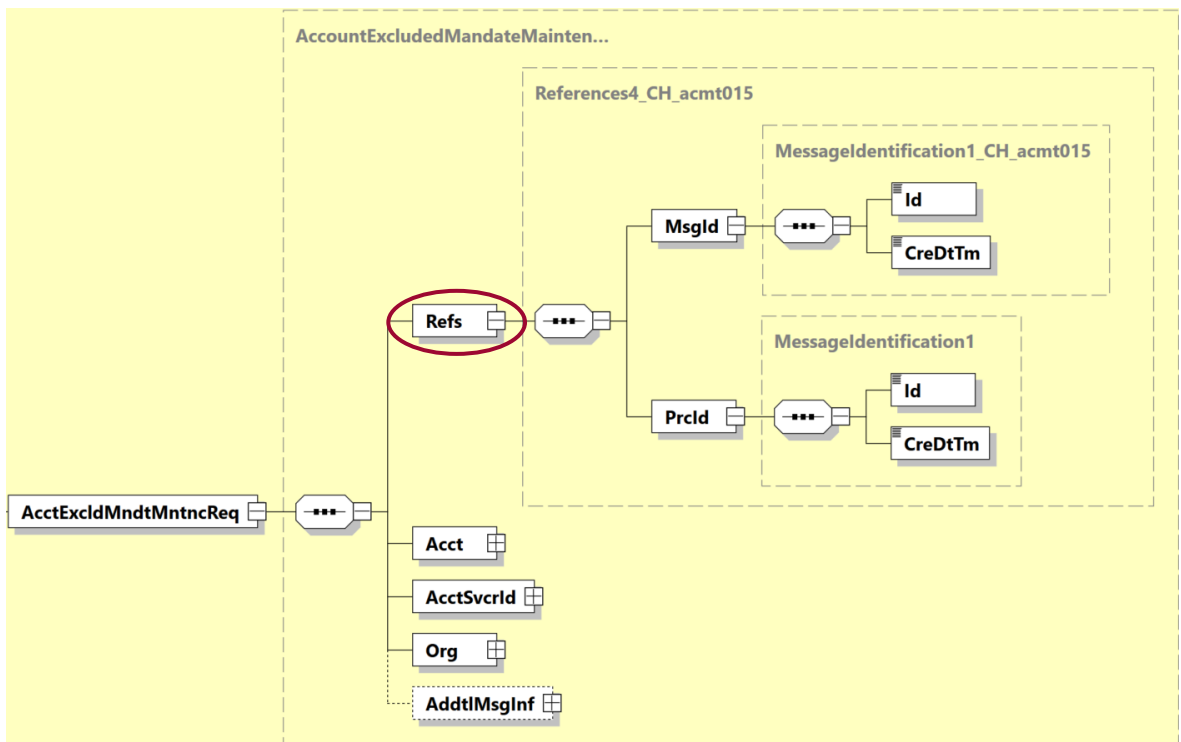 AccountExcludedMandateMainten...
References4_CH_acmt015
MessageIdentification1_CH_acmt015
Id
MsgId
CreDtTm
Refs
MessageIdentification1
Id
PrcId
CreDtTm
AcctExcldMndtMntncReq
Acct
AcctSvcrId
Org
AddtlMsgInf